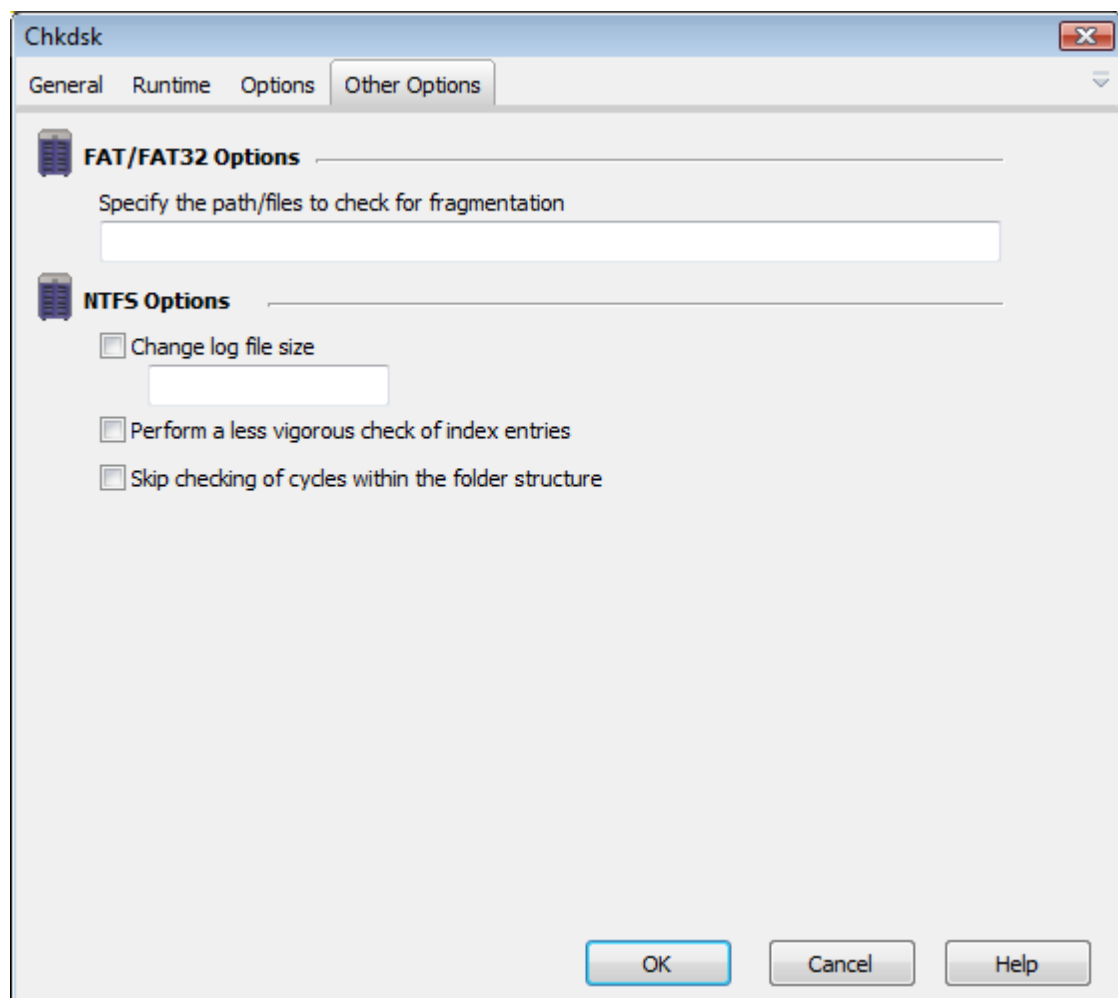 Chkdsk
General Runtime Options Other Options
FAT/FAT32 Options
Specify the path/files to check for fragmentation
NTFS Options
Change log file size
Perform a less vigorous check of index entries
Skip checking of cycles within the folder structure
OK Cancel Help